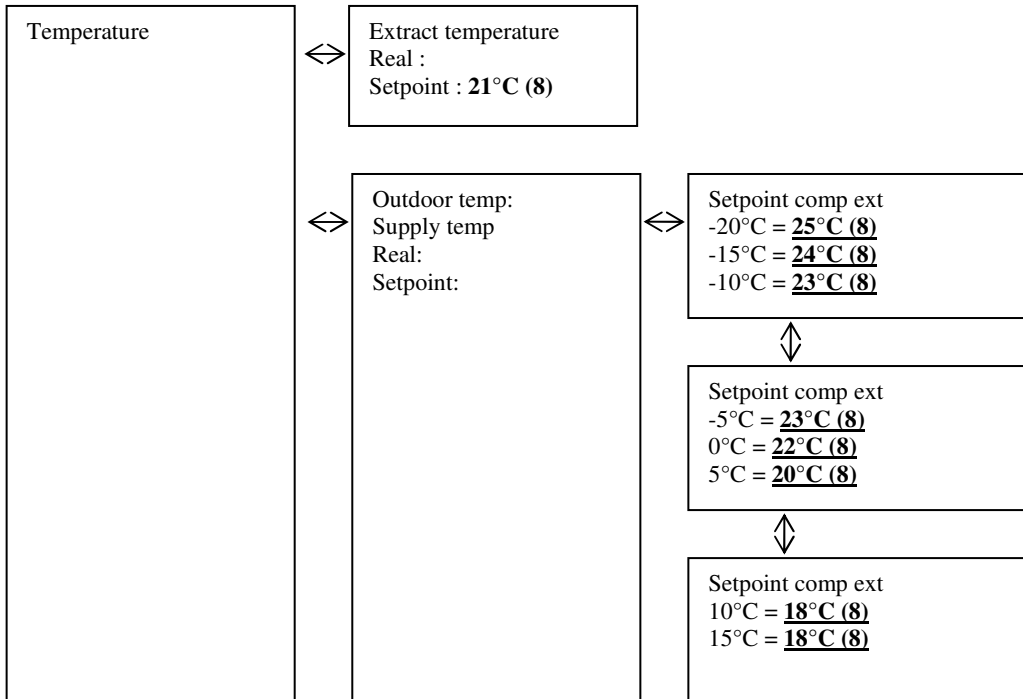 Temperature
Extract temperature
Real :
Setpoint : 21°C (8)
Outdoor temp:
Supply temp
Real:
Setpoint:
Setpoint comp ext
-20°C = 25°C (8)
-15°C = 24°C (8)
-10°C = 23°C (8)
Setpoint comp ext
-5°C = 23°C (8)
0°C = 22°C (8)
5°C = 20°C (8)
Setpoint comp ext
10°C = 18°C (8)
15°C = 18°C (8)